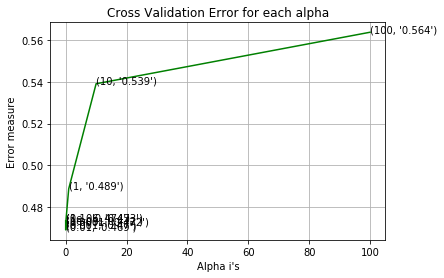 Cross Validation Error for each alpha
(100, '0.564')
0.56
(10, '0.539')
0.54
Error measure
0.52
0.50
(1, '0.489')
0.48
0 20 40 60 80 100
Alpha i's